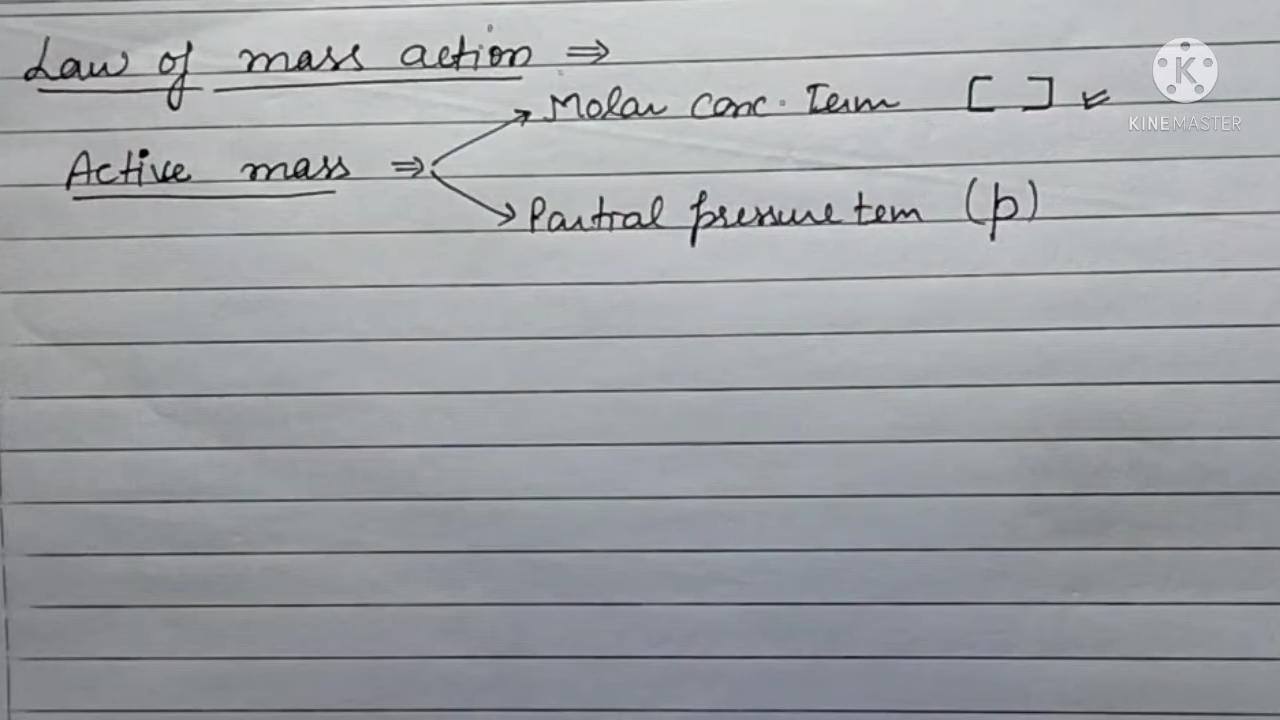 Law of mass action ⇒
Molar conc. Term [ ]
Active mass ⇒
Partial pressure tem (p)
K
KINEMASTER